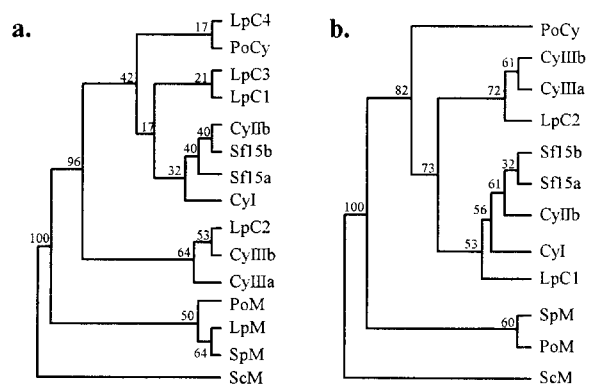 a.
17
LpC4
PoCy
42
21
LpC3
LpC1
17
40
CyIIb
40
Sf15b
32
Sf15a
CyI
96
53
LpC2
64
CyIIIb
CyIIIa
100
50
PoM
LpM
64
SpM
ScM
b.
PoCy
82
61
CyIIIb
72
CyIIIa
LpC2
73
32
Sf15b
61
Sf15a
56
CyIIb
53
CyI
LpC1
100
60
SpM
PoM
ScM